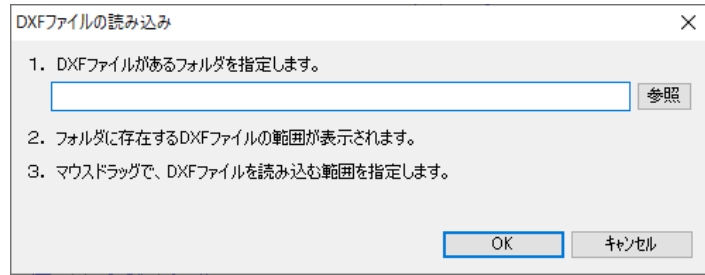 DXFファイルの読み込み
1. DXFファイルがあるフォルダを指定します。
参照
2. フォルダに存在するDXFファイルの範囲が表示されます。
3. マウスドラッグで、DXFファイルを読み込む範囲を指定します。
OK
キャンセル